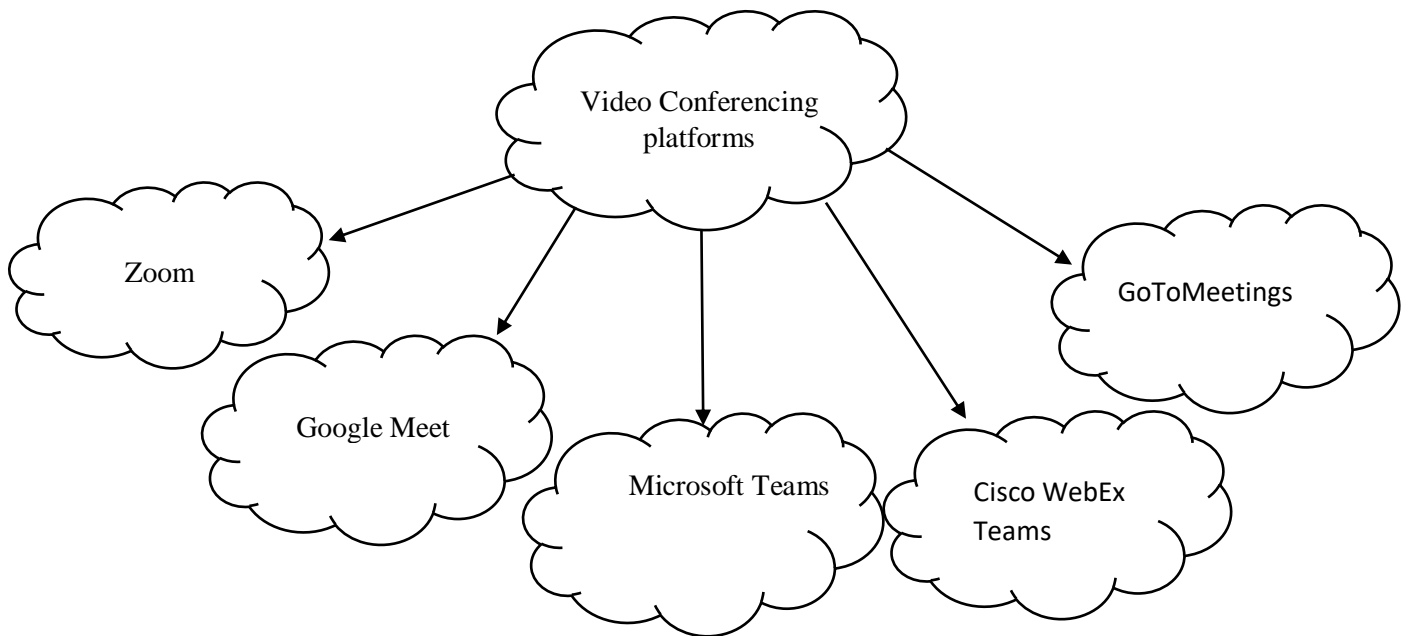 Video Conferencing
platforms
Zoom
GoToMeetings
Google Meet
Microsoft Teams
Cisco WebEx
Teams